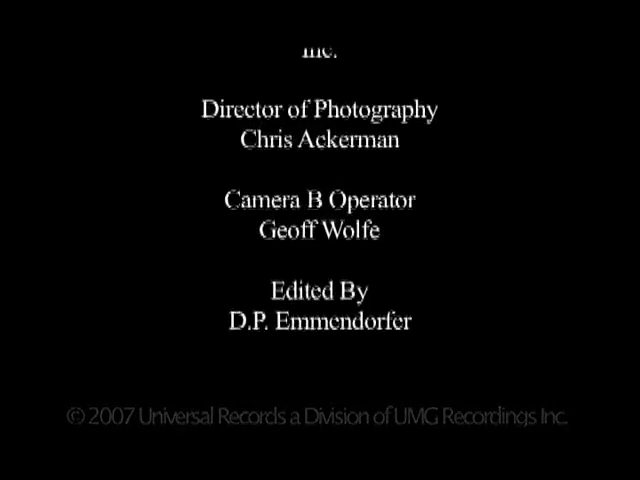 Inc.
Director of Photography
Chris Ackerman
Camera B Operator
Geoff Wolfe
Edited By
D.P. Emmendorfer
© 2007 Universal Records a Division of UMG Recordings Inc.